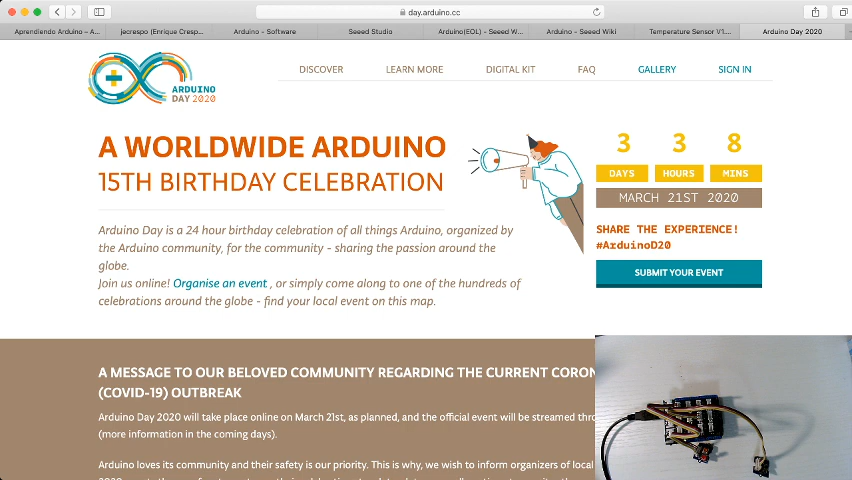 day.arduino.cc
Aprendiendo Arduino – A...
jecrespo (Enrique Cresp...
Arduino - Software
Seeed Studio
Arduino(EOL) - Seeed W...
Arduino - Seeed Wiki
Temperature Sensor V1....
Arduino Day 2020
ARDUINO
DAY 2020
DISCOVER
LEARN MORE
DIGITAL KIT
FAQ
GALLERY
SIGN IN
A WORLDWIDE ARDUINO
15TH BIRTHDAY CELEBRATION
Arduino Day is a 24 hour birthday celebration of all things Arduino, organized by
the Arduino community, for the community - sharing the passion around the
globe.
Join us online! Organise an event , or simply come along to one of the hundreds of
celebrations around the globe - find your local event on this map.
3 3 8
DAYS HOURS MINS
MARCH 21ST 2020
SHARE THE EXPERIENCE!
#ArduinoD20
SUBMIT YOUR EVENT
A MESSAGE TO OUR BELOVED COMMUNITY REGARDING THE CURRENT CORON
(COVID-19) OUTBREAK
Arduino Day 2020 will take place online on March 21st, as planned, and the official event will be streamed thro
(more information in the coming days).
Arduino loves its community and their safety is our priority. This is why, we wish to inform organizers of local